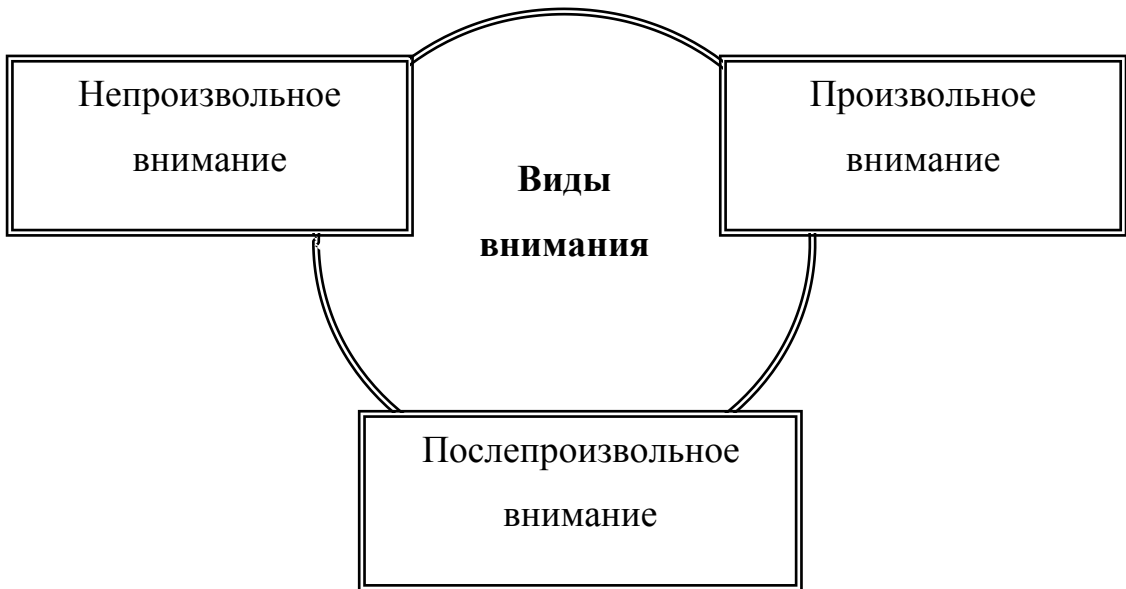 Непроизвольное
внимание
Произвольное
внимание
Виды
внимания
Послепроизвольное
внимание